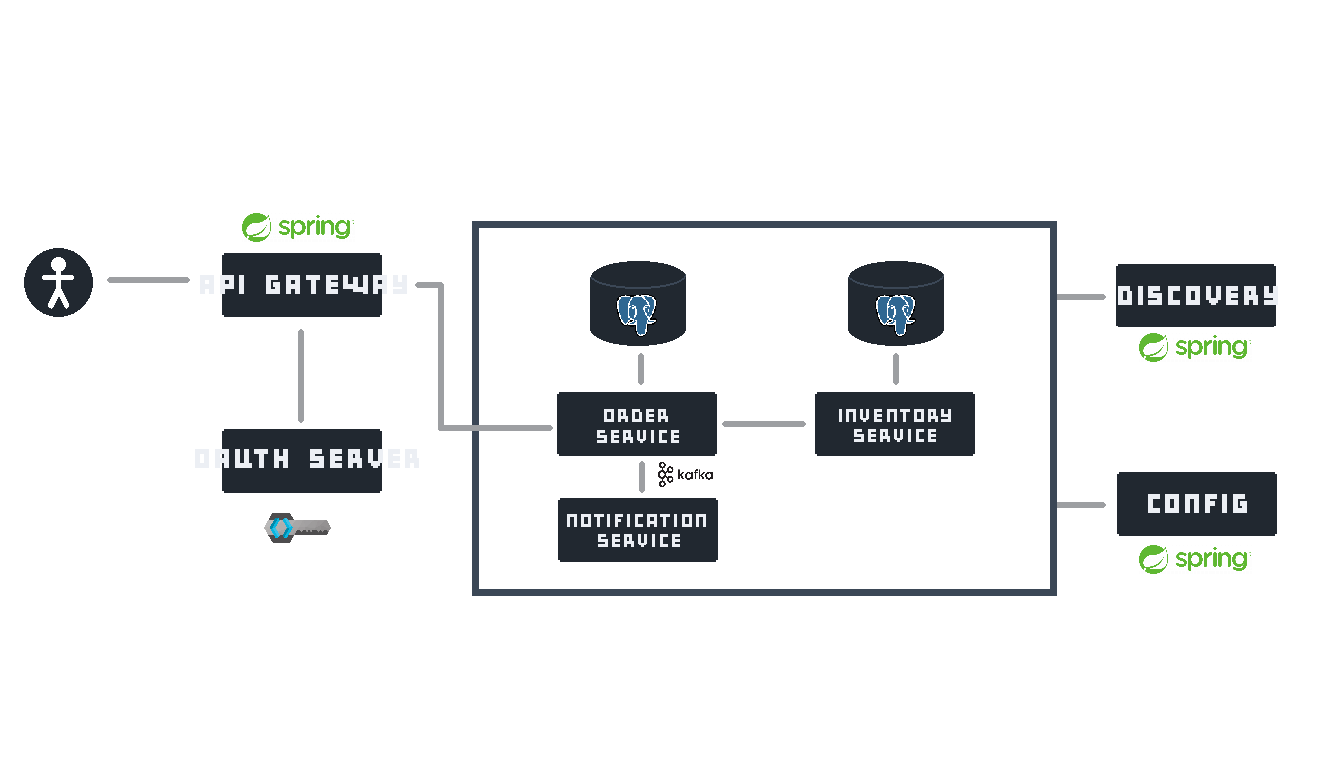 spring
API GATEWAY
OAUTH SERVER
ORDER
SERVICE
INVENTORY
SERVICE
kafka
NOTIFICATION
SERVICE
DISCOVERY
spring
CONFIG
spring